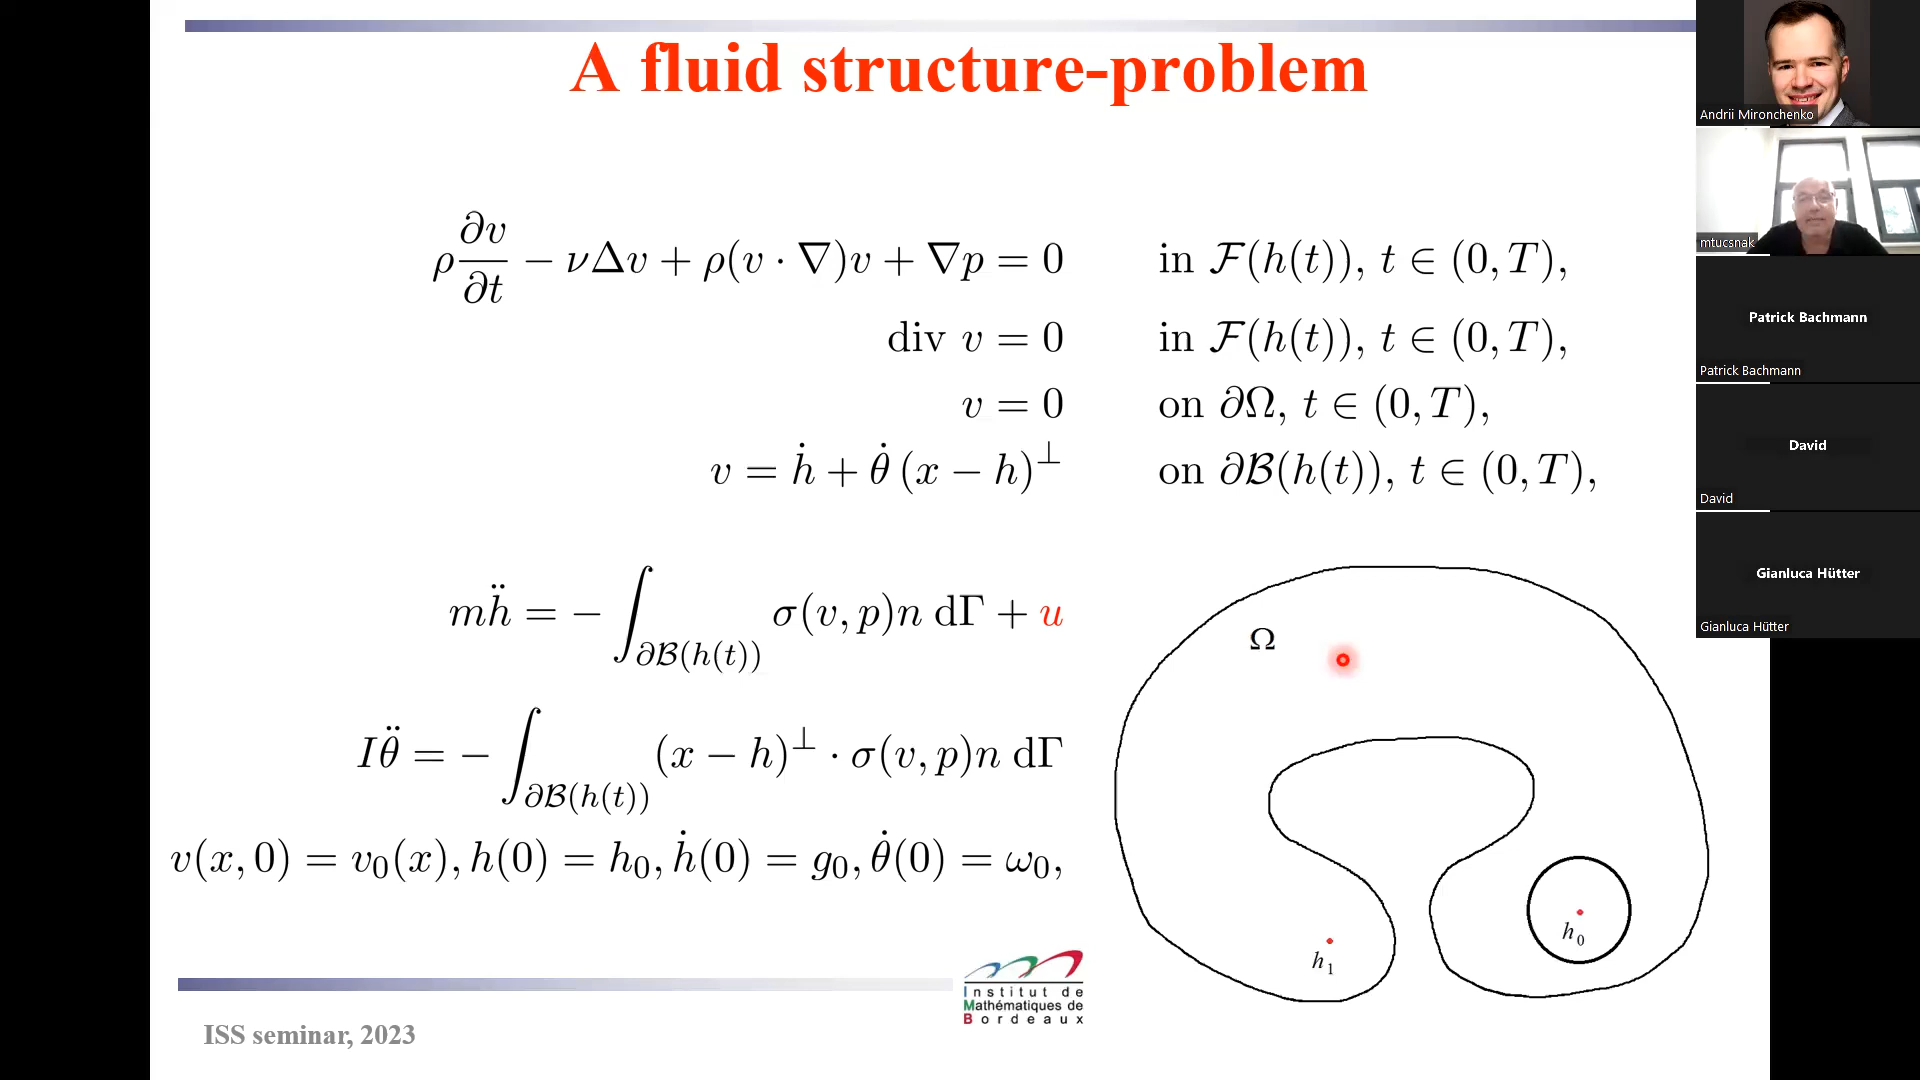 A fluid structure-problem
ρ ∂v/∂t − νΔv + ρ(v · ∇)v + ∇p = 0 in ℱ(h(t)), t ∈ (0, T),
div v = 0 in ℱ(h(t)), t ∈ (0, T),
v = 0 on ∂Ω, t ∈ (0, T),
v = ḣ + θ̇ (x − h)^⊥ on ∂ℬ(h(t)), t ∈ (0, T),
mḧ = − ∫_{∂ℬ(h(t))} σ(v, p)n dΓ + u
Iθ̈ = − ∫_{∂ℬ(h(t))} (x − h)^⊥ · σ(v, p)n dΓ
v(x, 0) = v₀(x), h(0) = h₀, ḣ(0) = g₀, θ̇(0) = ω₀,
Ω
h₀
h₁
Institut de
Mathématiques de
Bordeaux
ISS seminar, 2023
Andrii Mironchenko
mtucsnak
Patrick Bachmann
Patrick Bachmann
David
David
Gianluca Hütter
Gianluca Hütter